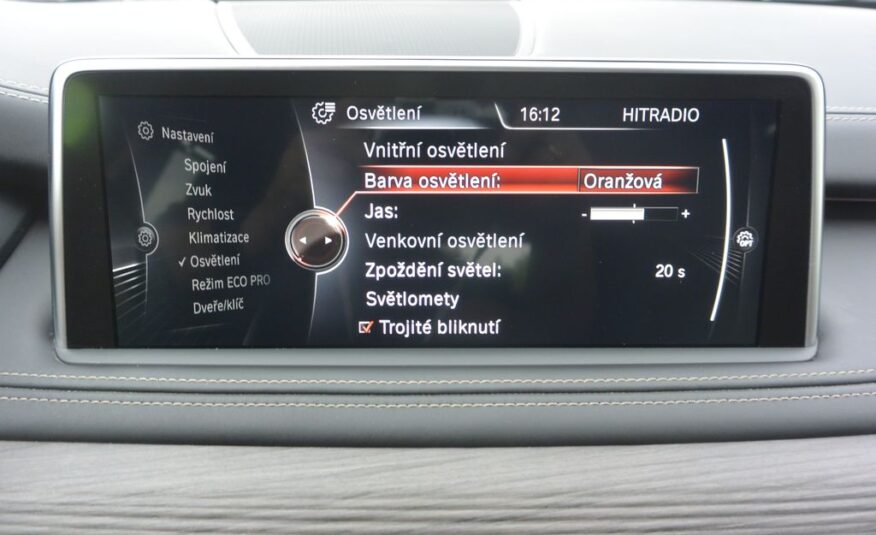 Osvětlení 16:12 HITRADIO
Nastavení
Spojení
Zvuk
Rychlost
Klimatizace
✓ Osvětlení
Režim ECO PRO
Dveře/klíč
Vnitřní osvětlení
Barva osvětlení: Oranžová
Jas: - +
Venkovní osvětlení
Zpoždění světel: 20 s
Světlomety
Trojité bliknutí
OPT